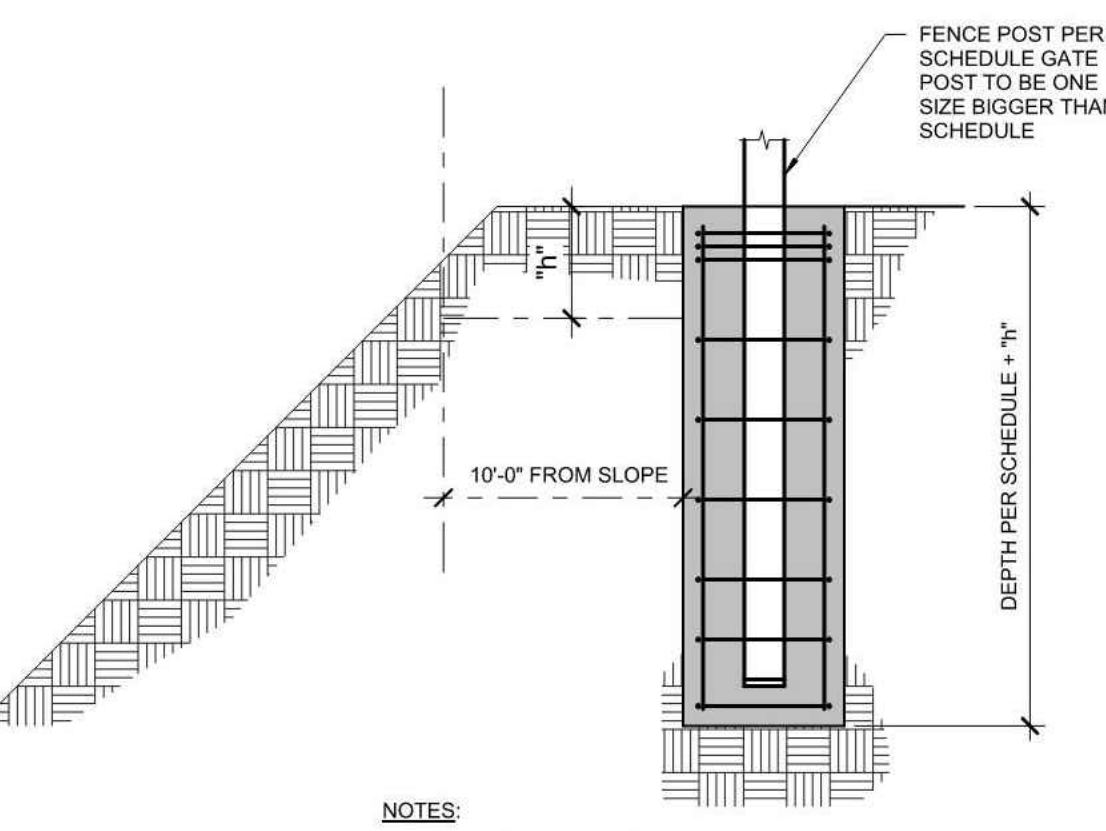 FENCE POST PER
SCHEDULE GATE
POST TO BE ONE
SIZE BIGGER THAN
SCHEDULE
"h"
10'-0" FROM SLOPE
DEPTH PER SCHEDULE + "h"
NOTES: